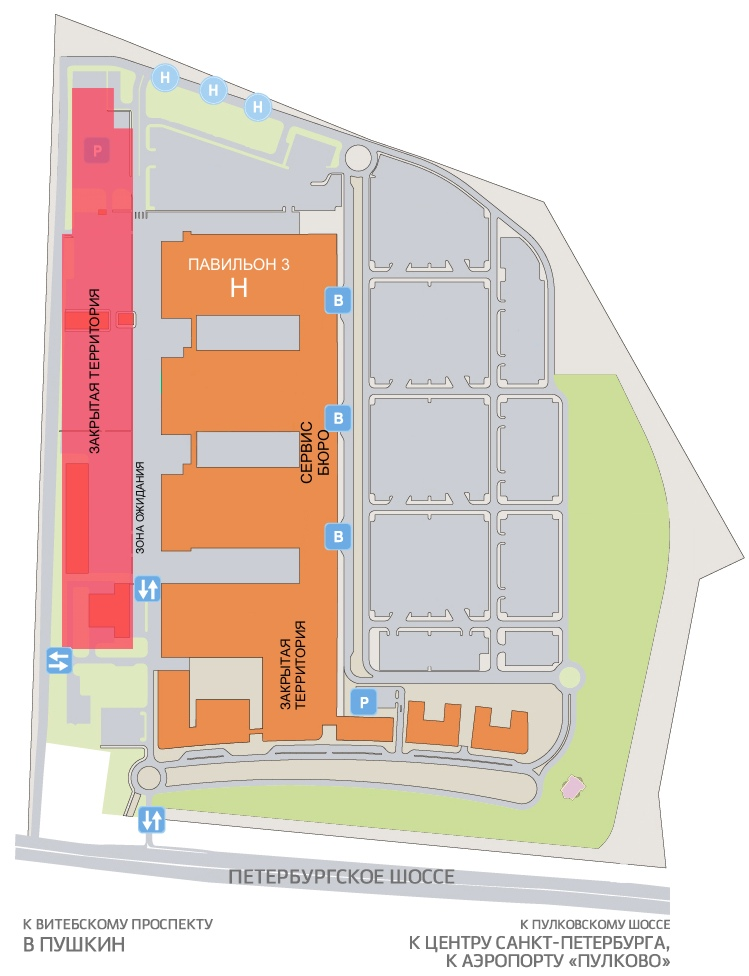 Н
Н
Н
Р
ПАВИЛЬОН 3
Н
В
ЗАКРЫТАЯ ТЕРРИТОРИЯ
СЕРВИС
БЮРО
В
ЗОНА ОЖИДАНИЯ
В
ЗАКРЫТАЯ
ТЕРРИТОРИЯ
Р
ПЕТЕРБУРГСКОЕ ШОССЕ
К ВИТЕБСКОМУ ПРОСПЕКТУ
В ПУШКИН
К ПУЛКОВСКОМУ ШОССЕ
К ЦЕНТРУ САНКТ-ПЕТЕРБУРГА,
К АЭРОПОРТУ «ПУЛКОВО»